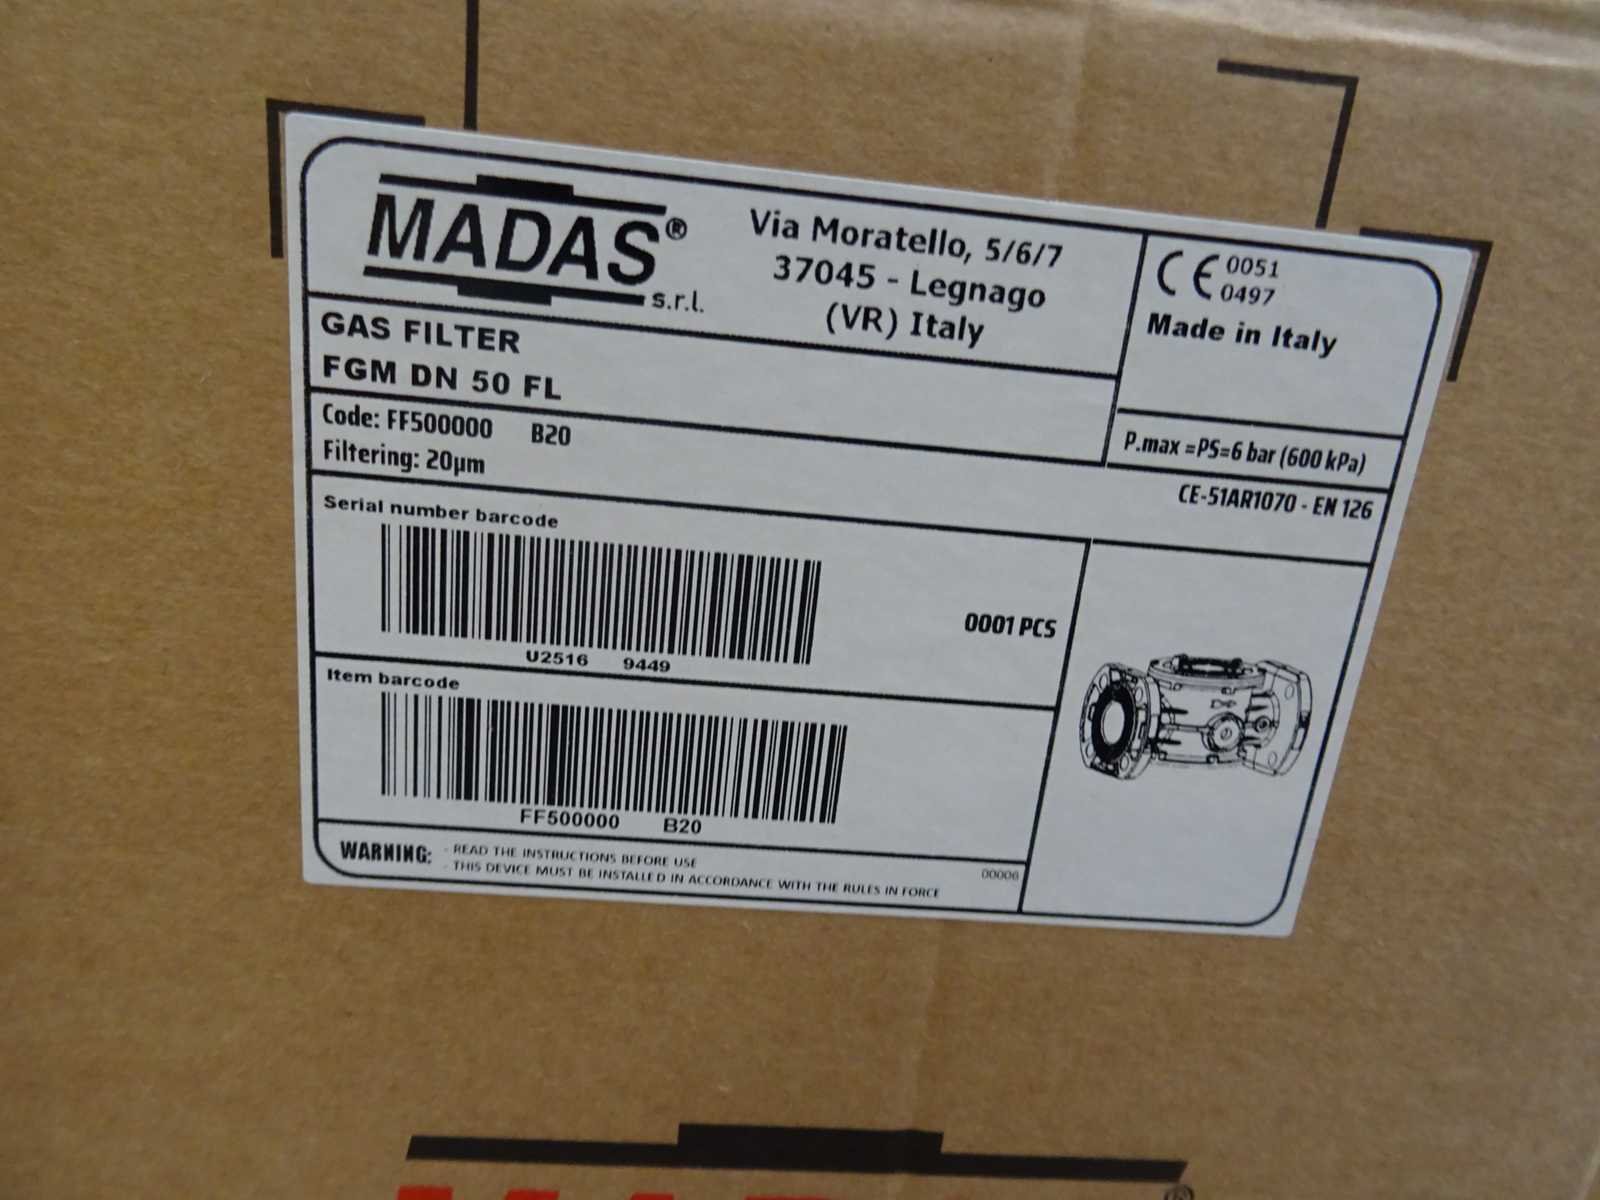 MADAS®
s.r.l.
Via Moratello, 5/6/7
37045 - Legnago
(VR) Italy
CE 0051
0497
Made in Italy
GAS FILTER
FGM DN 50 FL
P.max =PS=6 bar (600 kPa)
Code: FF500000 B20
Filtering: 20µm
CE-51AR1070 - EN 126
Serial number barcode
U2516 9449
0001 PCS
Item barcode
FF500000 B20
WARNING: - READ THE INSTRUCTIONS BEFORE USE
- THIS DEVICE MUST BE INSTALLED IN ACCORDANCE WITH THE RULES IN FORCE
00006